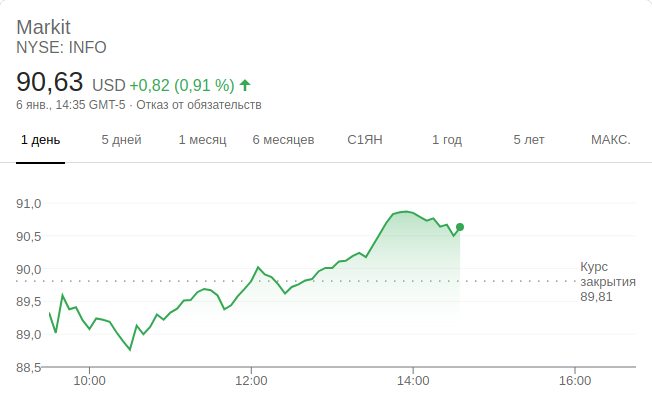 Markit
NYSE: INFO
90,63 USD +0,82 (0,91 %)
6 янв., 14:35 GMT-5 · Отказ от обязательств
1 день 5 дней 1 месяц 6 месяцев С1ЯН 1 год 5 лет МАКС.
91,0
90,5
90,0
89,5
89,0
88,5
Курс
закрытия
89,81
10:00 12:00 14:00 16:00